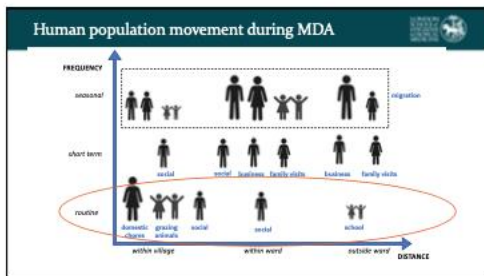 Human population movement during MDA
FREQUENCY
seasonal
migration
short term
social
social
business
family visits
business
family visits
routine
domestic chores
grazing animals
social
social
school
within village
within ward
outside ward
DISTANCE